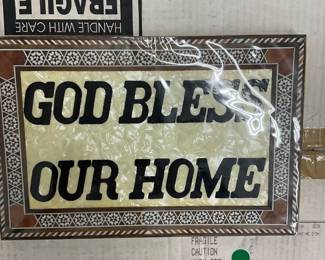 FRAGILE
HANDLE WITH CARE
GOD BLESS
OUR HOME
FRAGILE
CAUTION